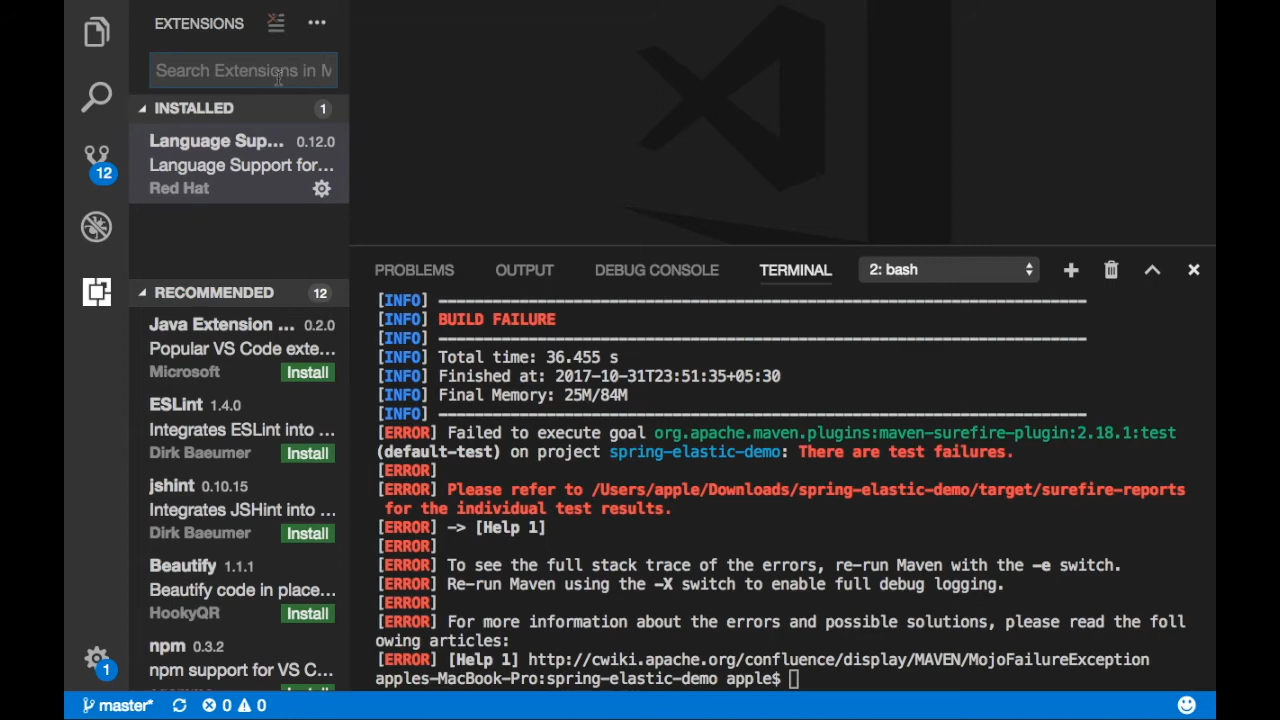 EXTENSIONS
Search Extensions in M
INSTALLED 1
Language Sup... 0.12.0
Language Support for...
Red Hat
12
RECOMMENDED 12
Java Extension ... 0.2.0
Popular VS Code exte...
Microsoft Install
ESLint 1.4.0
Integrates ESLint into ...
Dirk Baeumer Install
jshint 0.10.15
Integrates JSHint into ...
Dirk Baeumer Install
Beautify 1.1.1
Beautify code in place...
HookyQR Install
npm 0.3.2
npm support for VS C...
1
PROBLEMS OUTPUT DEBUG CONSOLE TERMINAL 2: bash
[INFO] ------------------------------------------------------------------------
[INFO] BUILD FAILURE
[INFO] ------------------------------------------------------------------------
[INFO] Total time: 36.455 s
[INFO] Finished at: 2017-10-31T23:51:35+05:30
[INFO] Final Memory: 25M/84M
[INFO] ------------------------------------------------------------------------
[ERROR] Failed to execute goal org.apache.maven.plugins:maven-surefire-plugin:2.18.1:test
(default-test) on project spring-elastic-demo: There are test failures.
[ERROR]
[ERROR] Please refer to /Users/apple/Downloads/spring-elastic-demo/target/surefire-reports
for the individual test results.
[ERROR] -> [Help 1]
[ERROR]
[ERROR] To see the full stack trace of the errors, re-run Maven with the -e switch.
[ERROR] Re-run Maven using the -X switch to enable full debug logging.
[ERROR]
[ERROR] For more information about the errors and possible solutions, please read the foll
owing articles:
[ERROR] [Help 1] http://cwiki.apache.org/confluence/display/MAVEN/MojoFailureException
apples-MacBook-Pro:spring-elastic-demo apple$
master* 0 0